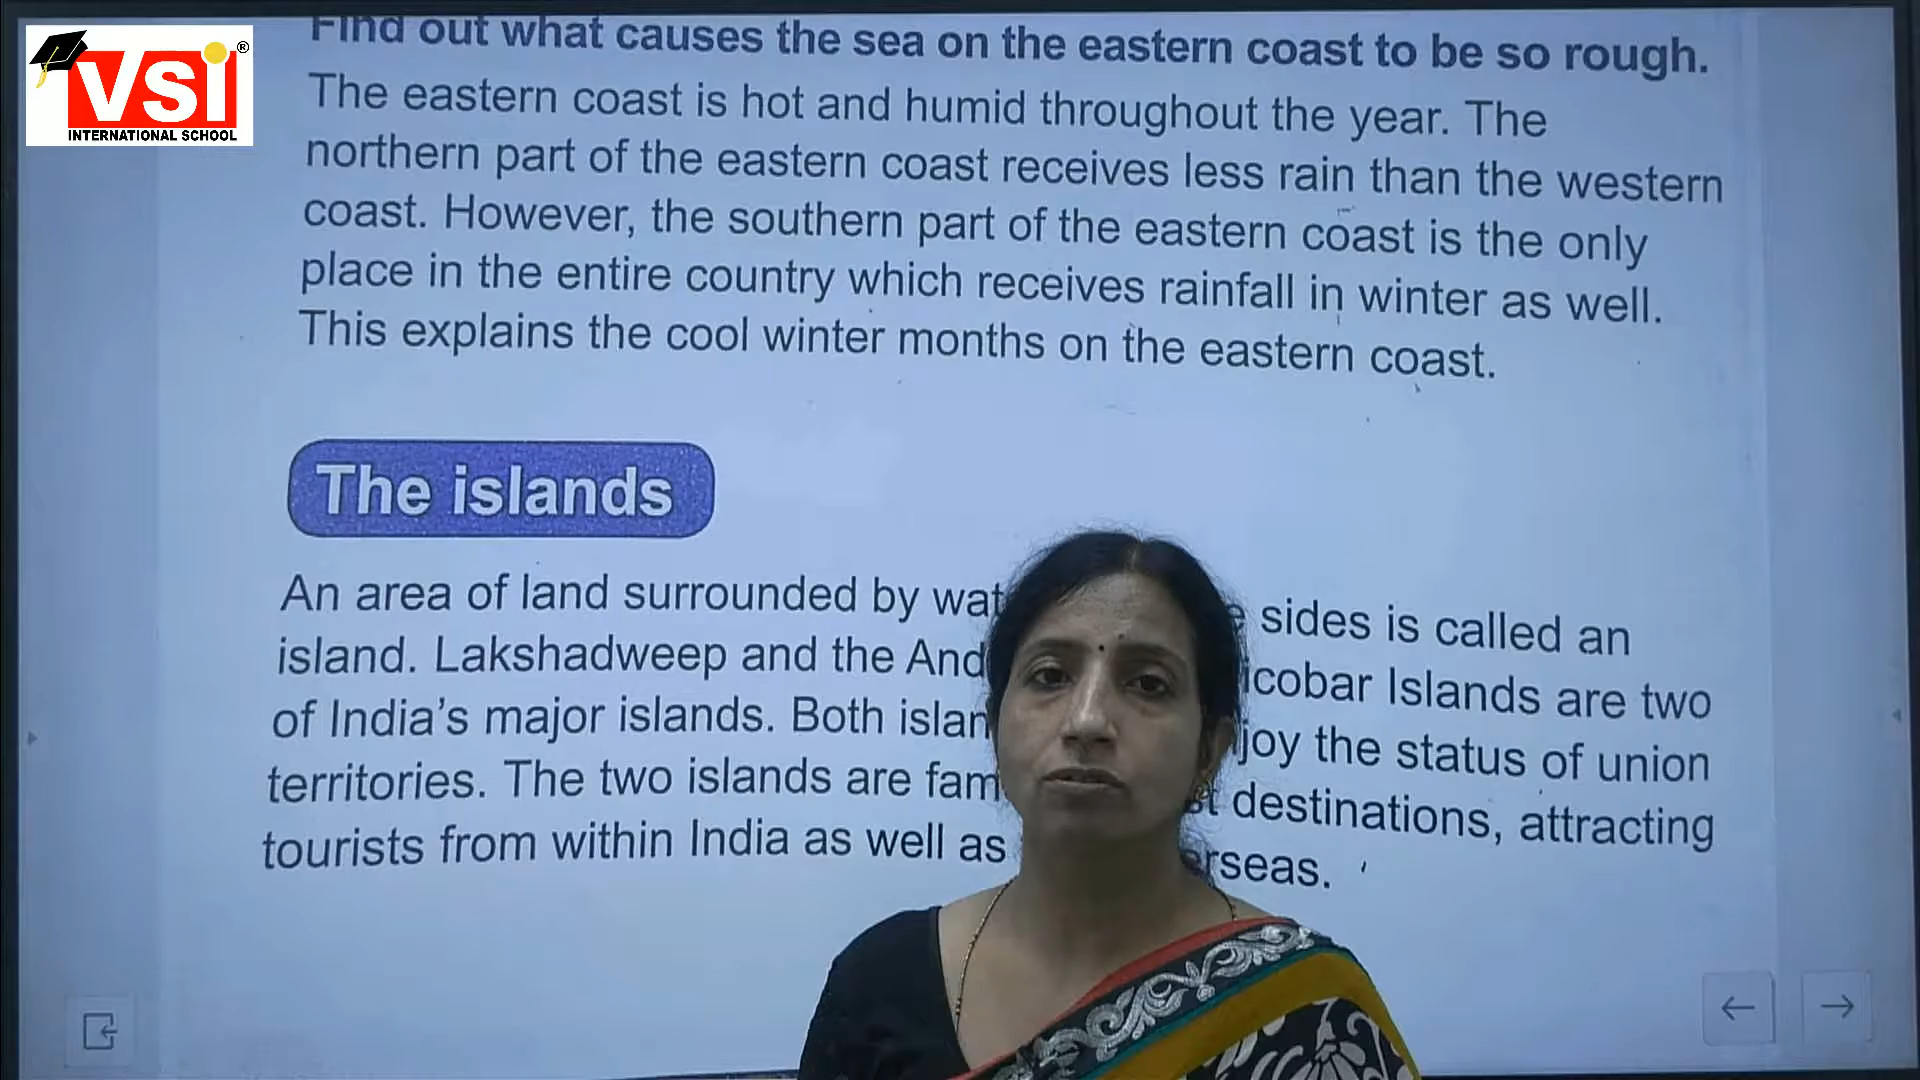 VSI ®
INTERNATIONAL SCHOOL
Find out what causes the sea on the eastern coast to be so rough.
The eastern coast is hot and humid throughout the year. The
northern part of the eastern coast receives less rain than the western
coast. However, the southern part of the eastern coast is the only
place in the entire country which receives rainfall in winter as well.
This explains the cool winter months on the eastern coast.
The islands
An area of land surrounded by wat sides is called an
island. Lakshadweep and the And icobar Islands are two
of India's major islands. Both islan joy the status of union
territories. The two islands are fam destinations, attracting
tourists from within India as well as erseas.